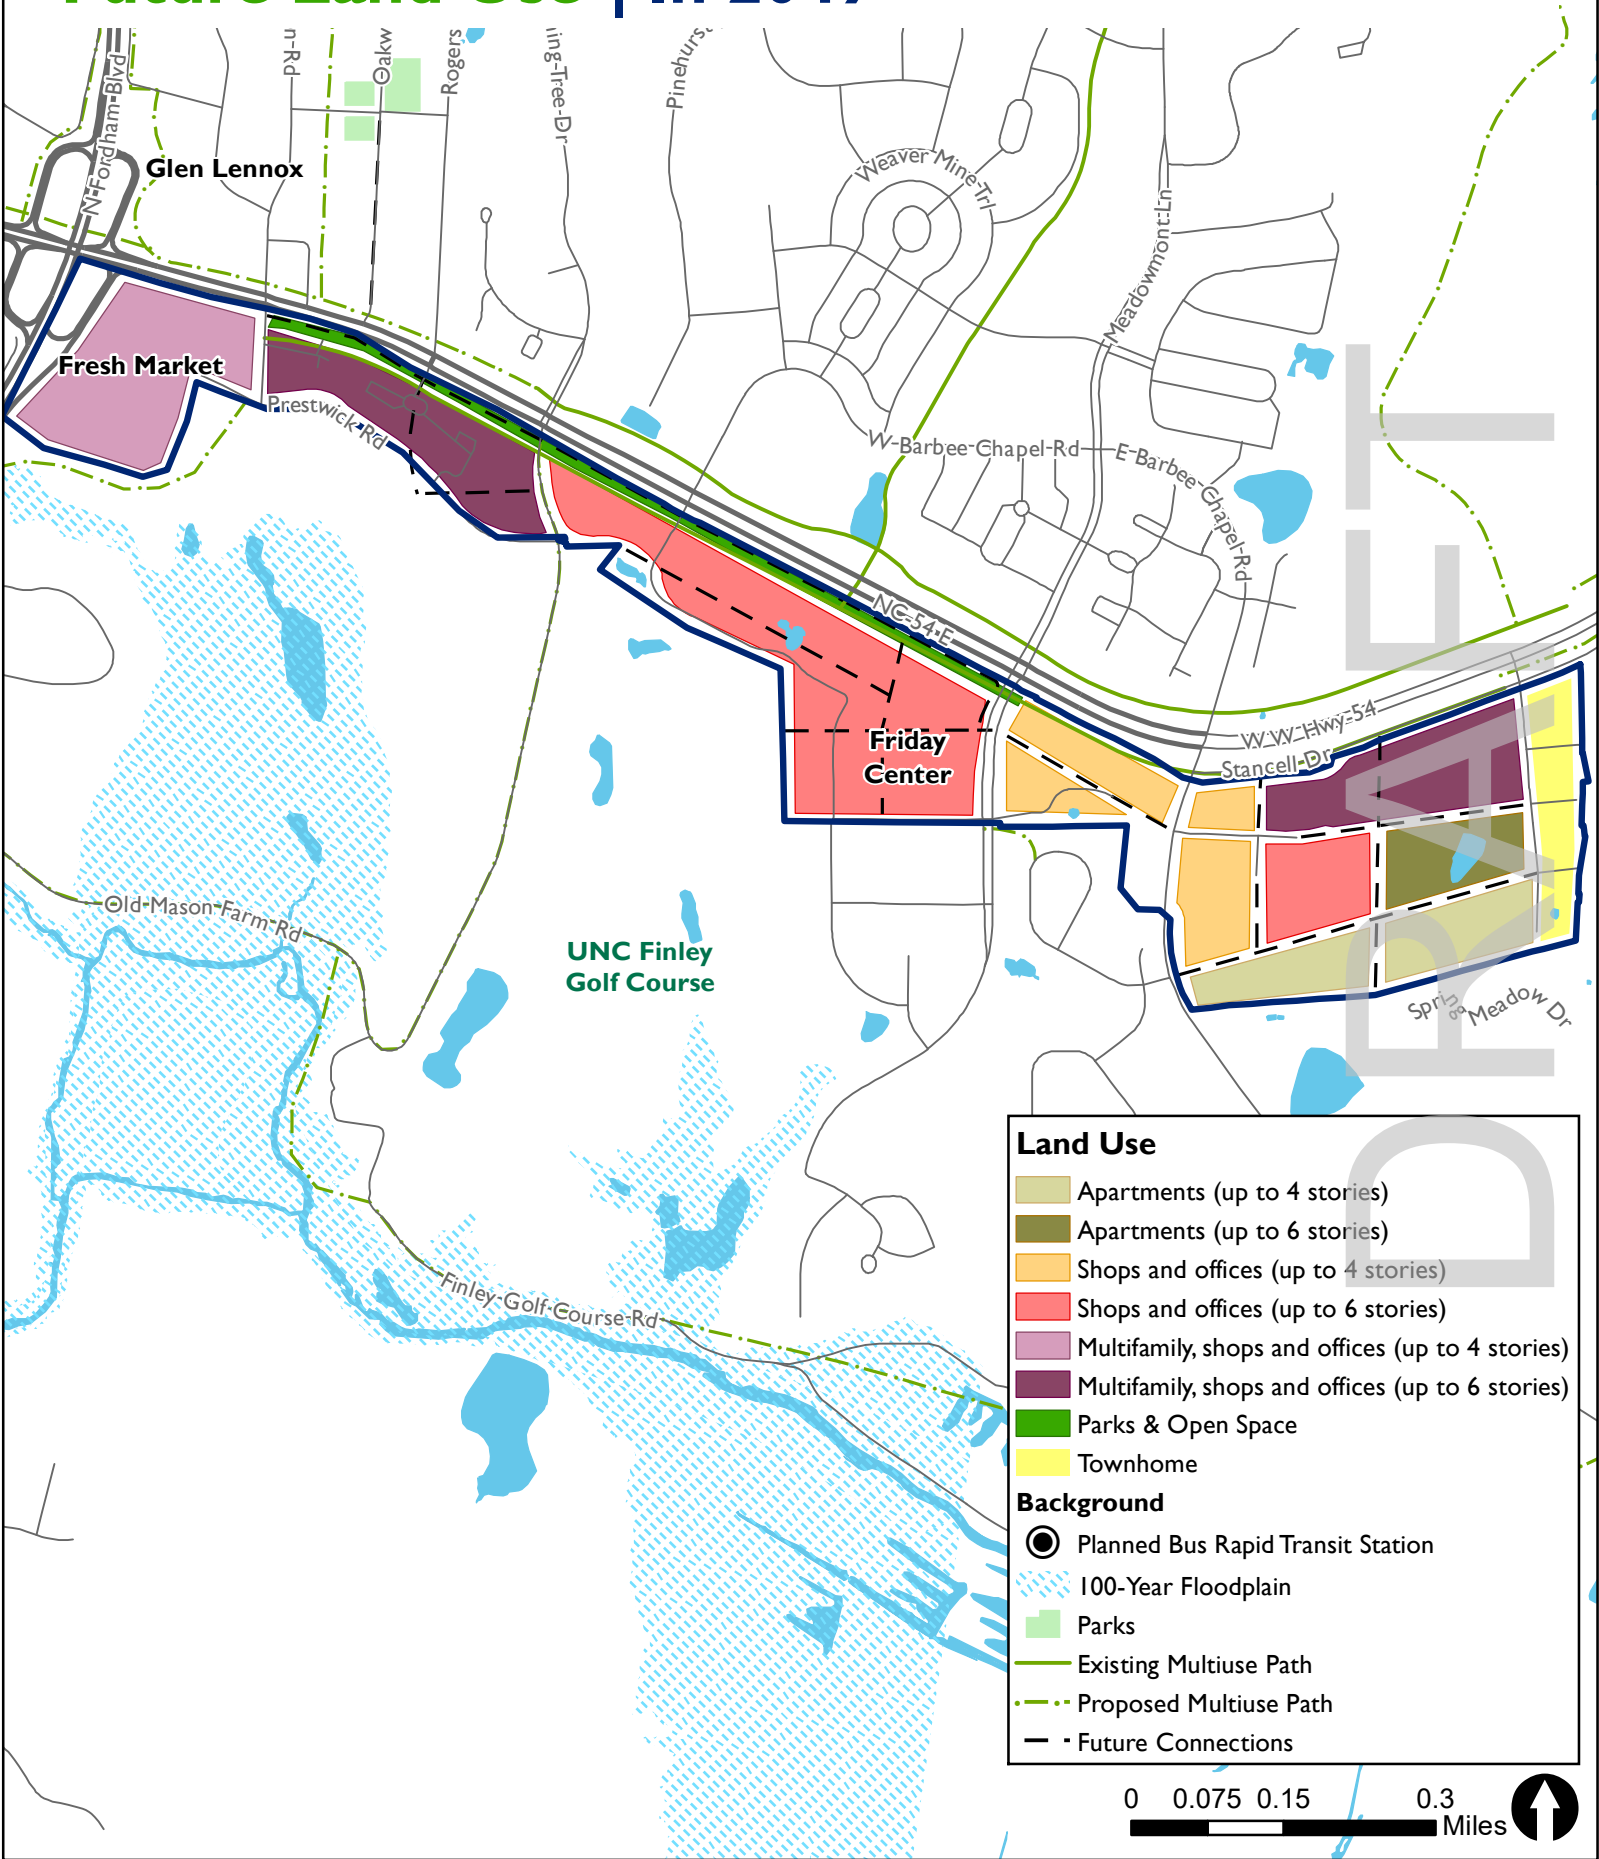 Future Land Use | in 2049
n-Rd
Oakw
Rogers
ing-Tree-Dr
Pinehurst
N-Fordham-Blvd
Glen Lennox
Weaver Mine Trl
Meadowmont-Ln
Fresh Market
Prestwick Rd
W-Barbee-Chapel-Rd
E-Barbee-Chapel-Rd
NC-54-E
W W Hwy 54
Stancell-Dr
Friday
Center
Old-Mason-Farm-Rd
UNC Finley
Golf Course
Spring Meadow Dr
Finley-Golf-Course-Rd
DRAFT
Land Use
Apartments (up to 4 stories)
Apartments (up to 6 stories)
Shops and offices (up to 4 stories)
Shops and offices (up to 6 stories)
Multifamily, shops and offices (up to 4 stories)
Multifamily, shops and offices (up to 6 stories)
Parks & Open Space
Townhome
Background
Planned Bus Rapid Transit Station
100-Year Floodplain
Parks
Existing Multiuse Path
Proposed Multiuse Path
Future Connections
0 0.075 0.15 0.3
Miles